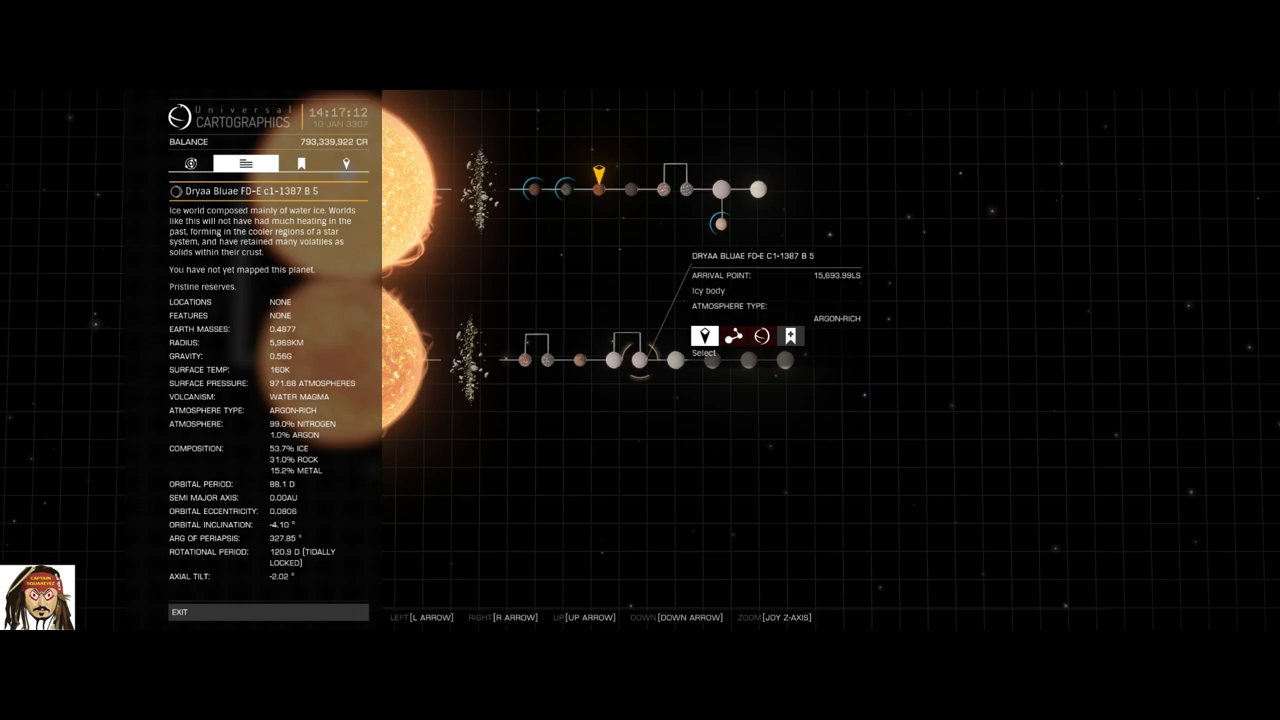 Universal
CARTOGRAPHICS
14:17:12
10 JAN 3307
BALANCE 793,339,922 CR
Dryaa Bluae FD-E c1-1387 B 5
Ice world composed mainly of water ice. Worlds
like this will not have had much heating in the
past, forming in the cooler regions of a star
system, and have retained many volatiles as
solids within their crust.
You have not yet mapped this planet.
Pristine reserves.
LOCATIONS NONE
FEATURES NONE
EARTH MASSES: 0.4877
RADIUS: 5,969KM
GRAVITY: 0.56G
SURFACE TEMP: 160K
SURFACE PRESSURE: 971.68 ATMOSPHERES
VOLCANISM: WATER MAGMA
ATMOSPHERE TYPE: ARGON-RICH
ATMOSPHERE: 99.0% NITROGEN
1.0% ARGON
COMPOSITION: 53.7% ICE
31.0% ROCK
15.2% METAL
ORBITAL PERIOD: 88.1 D
SEMI MAJOR AXIS: 0.00AU
ORBITAL ECCENTRICITY: 0.0806
ORBITAL INCLINATION: -4.10 °
ARG OF PERIAPSIS: 327.85 °
ROTATIONAL PERIOD: 120.9 D (TIDALLY
LOCKED)
AXIAL TILT: -2.02 °
EXIT
DRYAA BLUAE FD-E C1-1387 B 5
ARRIVAL POINT: 15,693.99LS
Icy body
ATMOSPHERE TYPE:
ARGON-RICH
Select
LEFT [L ARROW] RIGHT [R ARROW] UP [UP ARROW] DOWN [DOWN ARROW] ZOOM [JOY Z-AXIS]
CAPTAIN
SQUAREYEZ